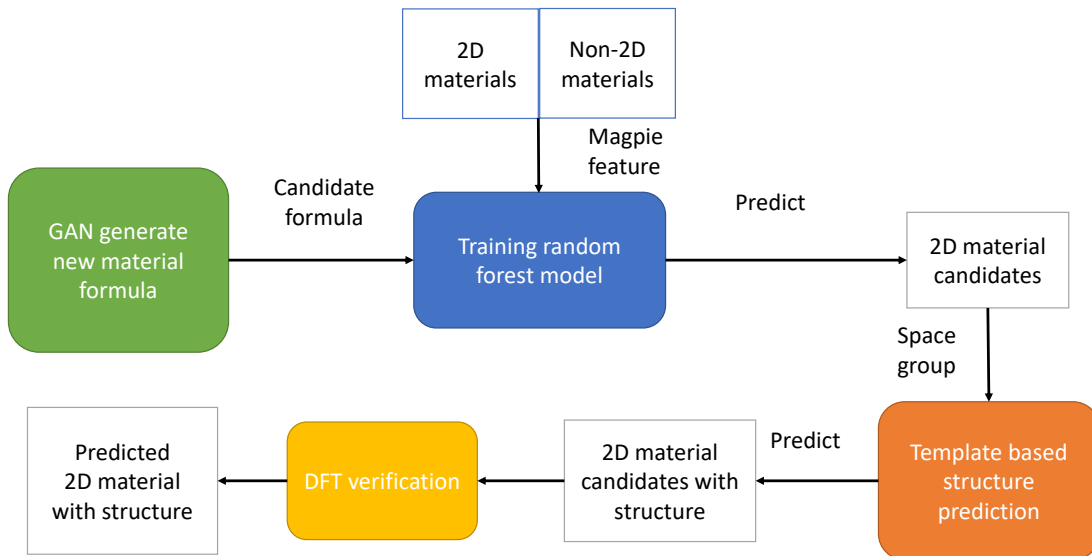 2D
materials
Non-2D
materials
Magpie
feature
GAN generate
new material
formula
Candidate
formula
Training random
forest model
Predict
2D material
candidates
Space
group
Template based
structure
prediction
Predict
2D material
candidates with
structure
DFT verification
Predicted
2D material
with structure